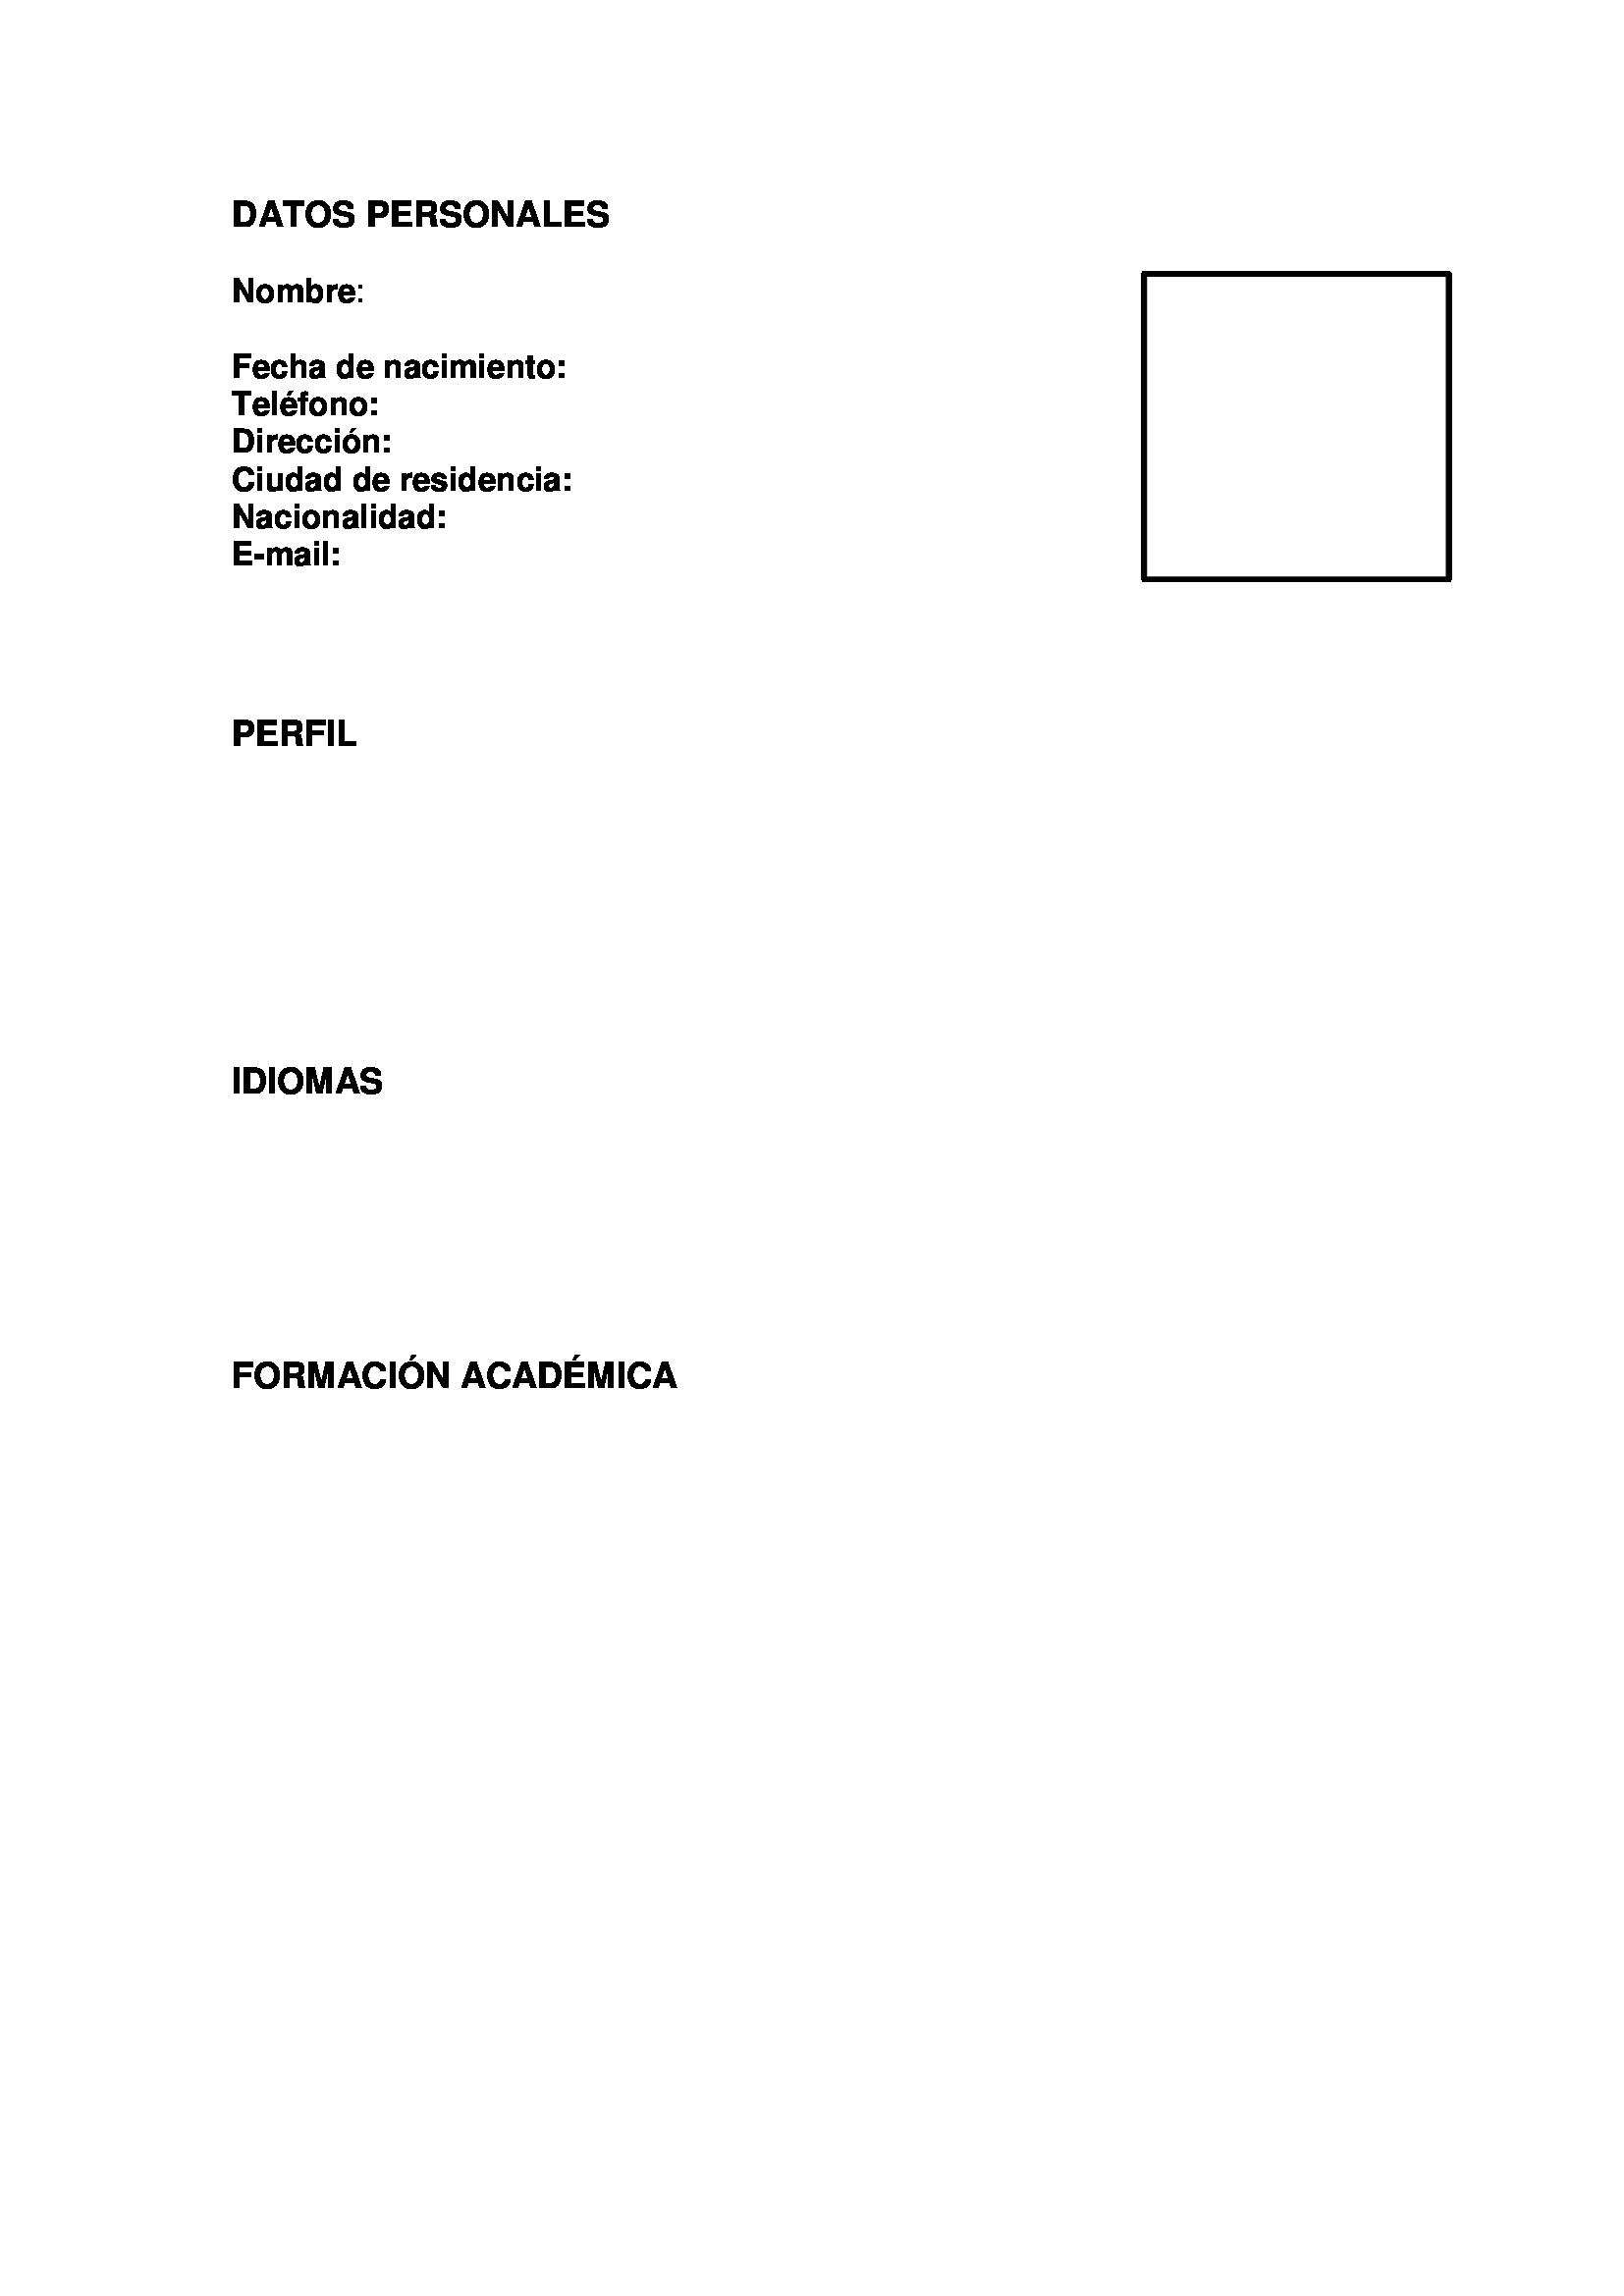 DATOS PERSONALES
Nombre:
Fecha de nacimiento:
Teléfono:
Dirección:
Ciudad de residencia:
Nacionalidad:
E-mail:
PERFIL
IDIOMAS
FORMACIÓN ACADÉMICA